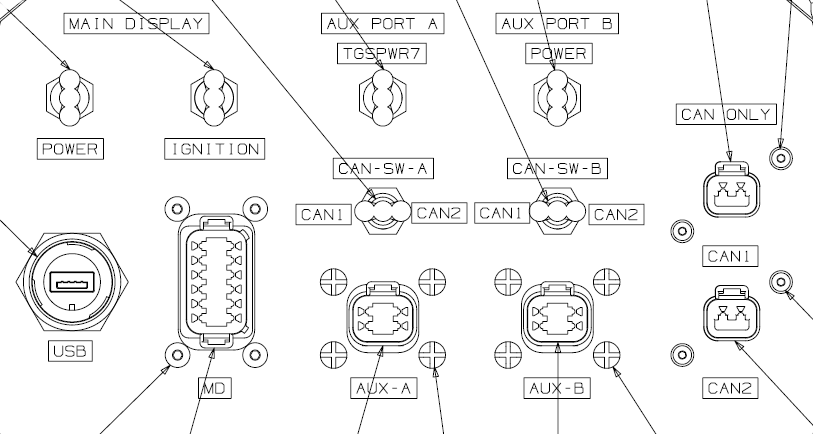 MAIN DISPLAY
AUX PORT A
AUX PORT B
TGSPWR7
POWER
CAN ONLY
POWER
IGNITION
CAN-SW-A
CAN-SW-B
CAN1
CAN2
CAN1
CAN2
CAN1
USB
MD
AUX-A
AUX-B
CAN2